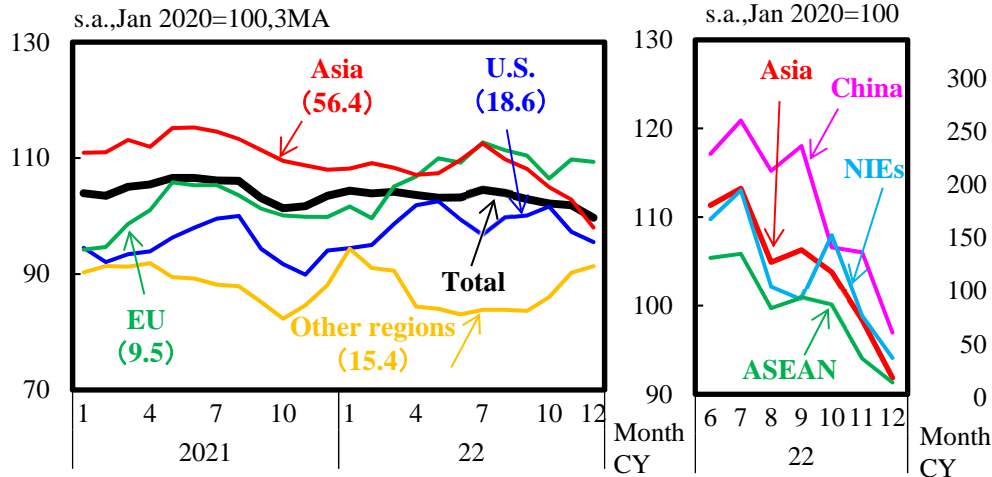 s.a.,Jan 2020=100,3MA
130
110
90
70
Asia
(56.4)
U.S.
(18.6)
EU
(9.5)
Total
Other regions
(15.4)
1 4 7 10 1 4 7 10 12
2021 22
Month
CY
s.a.,Jan 2020=100
130
120
110
100
90
Asia
China
NIEs
ASEAN
6 7 8 9 10 11 12
22
Month
CY
300
250
200
150
100
50
0